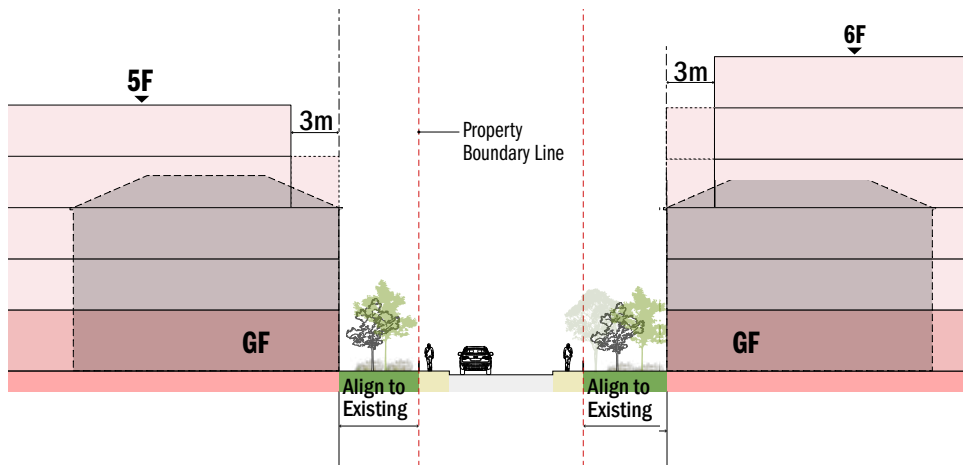 6F
5F
3m
3m
Property
Boundary Line
GF
GF
Align to
Existing
Align to
Existing